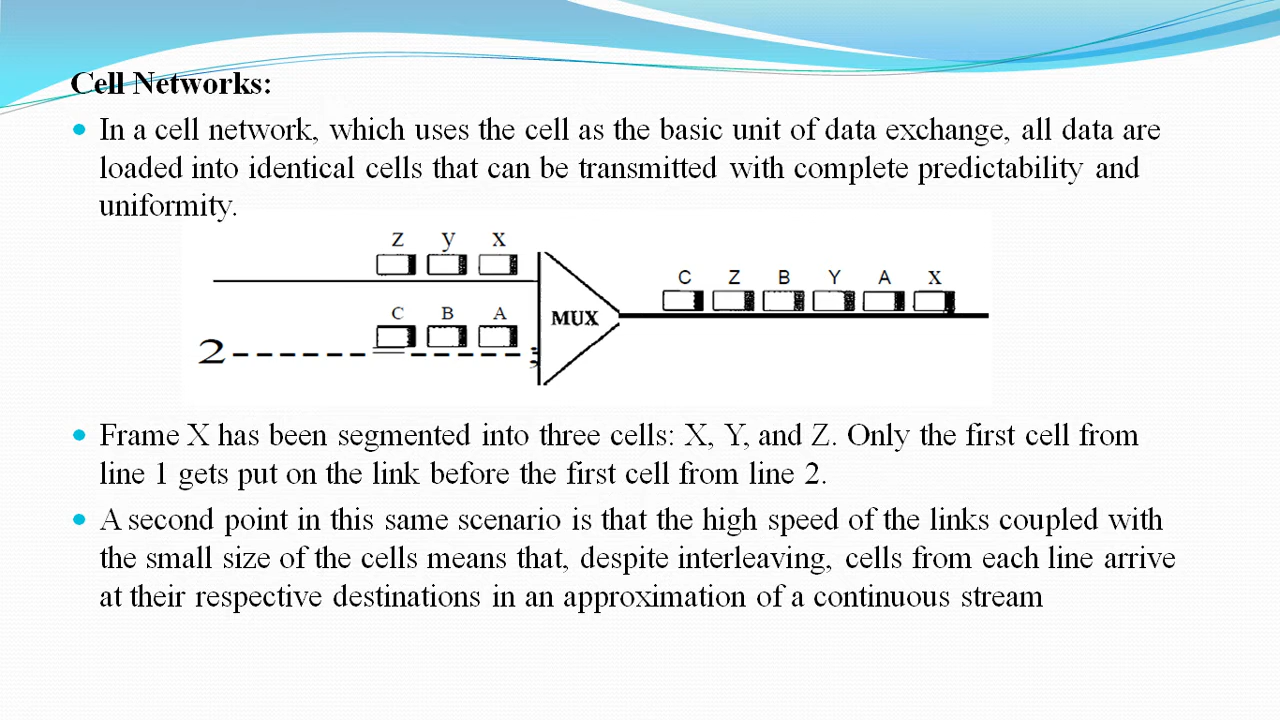 Cell Networks:
In a cell network, which uses the cell as the basic unit of data exchange, all data are
loaded into identical cells that can be transmitted with complete predictability and
uniformity.
z y x
C Z B Y A X
C B A
MUX
2
Frame X has been segmented into three cells: X, Y, and Z. Only the first cell from
line 1 gets put on the link before the first cell from line 2.
A second point in this same scenario is that the high speed of the links coupled with
the small size of the cells means that, despite interleaving, cells from each line arrive
at their respective destinations in an approximation of a continuous stream